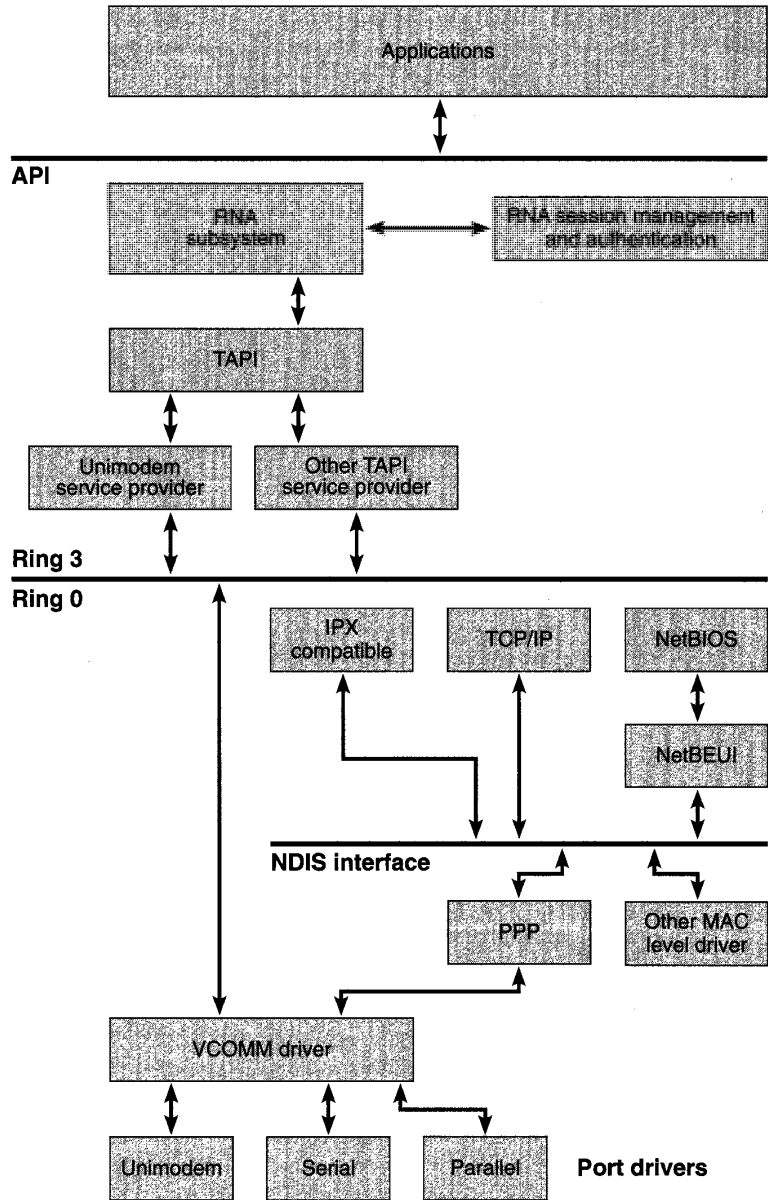 Applications
API
RNA
subsystem
RNA session management
and authentication
TAPI
Unimodem
service provider
Other TAPI
service provider
Ring 3
Ring 0
IPX
compatible
TCP/IP
NetBIOS
NetBEUI
NDIS interface
PPP
Other MAC
level driver
VCOMM driver
Unimodem
Serial
Parallel
Port drivers